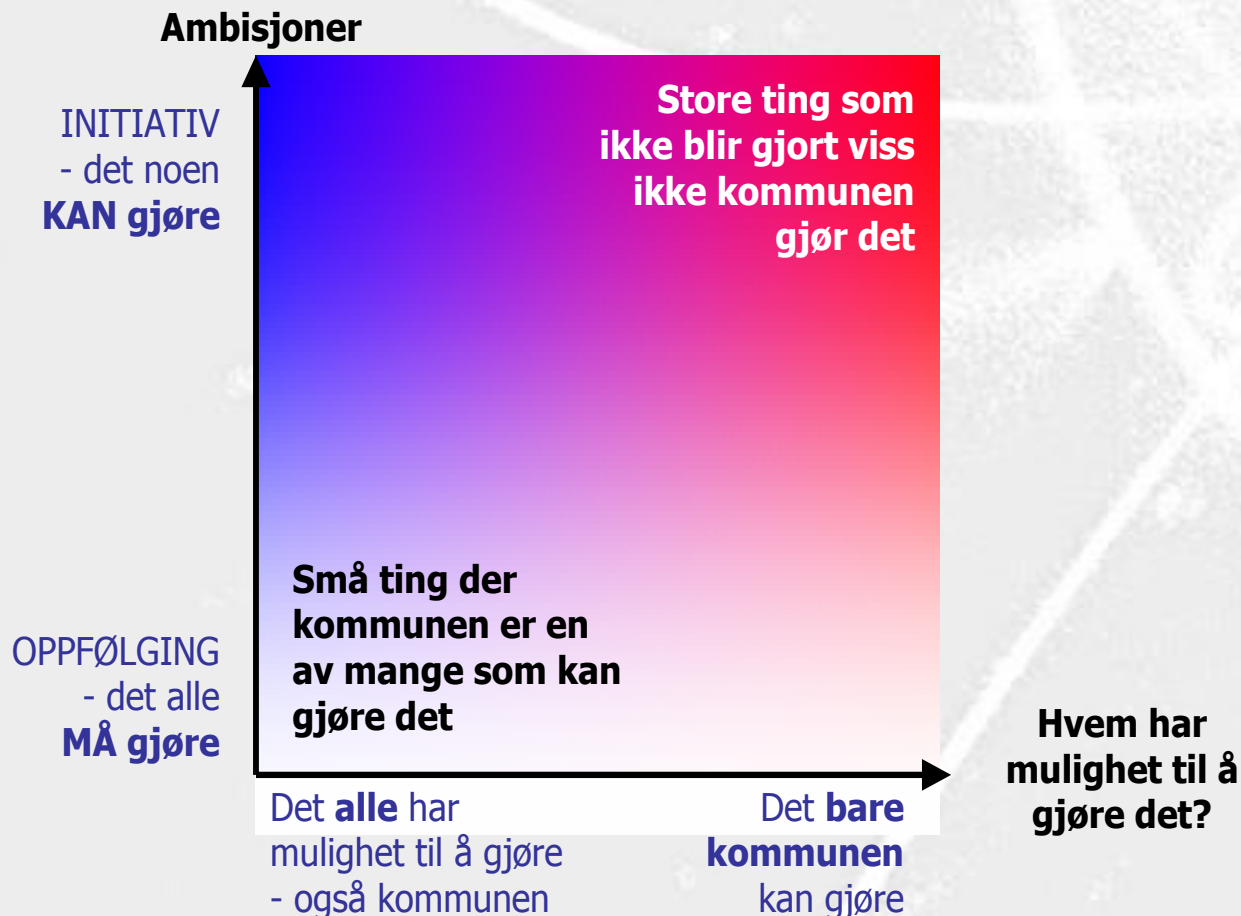 Ambisjoner
INITIATIV
- det noen
KAN gjøre
Store ting som
ikke blir gjort viss
ikke kommunen
gjør det
Små ting der
kommunen er en
av mange som kan
gjøre det
OPPFØLGING
- det alle
MÅ gjøre
Det alle har
mulighet til å gjøre
- også kommunen
Det bare
kommunen
kan gjøre
Hvem har
mulighet til å
gjøre det?